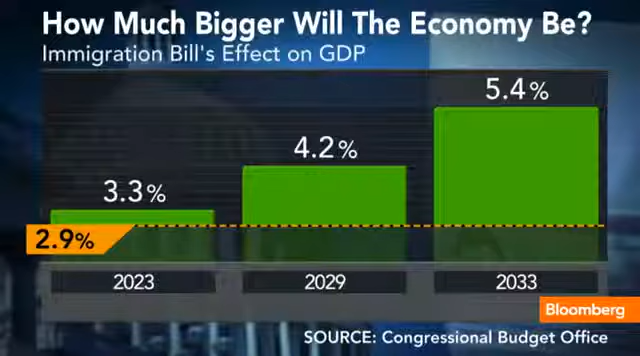 How Much Bigger Will The Economy Be?
Immigration Bill's Effect on GDP
5.4%
4.2%
3.3%
2.9%
2023 2029 2033
Bloomberg
SOURCE: Congressional Budget Office